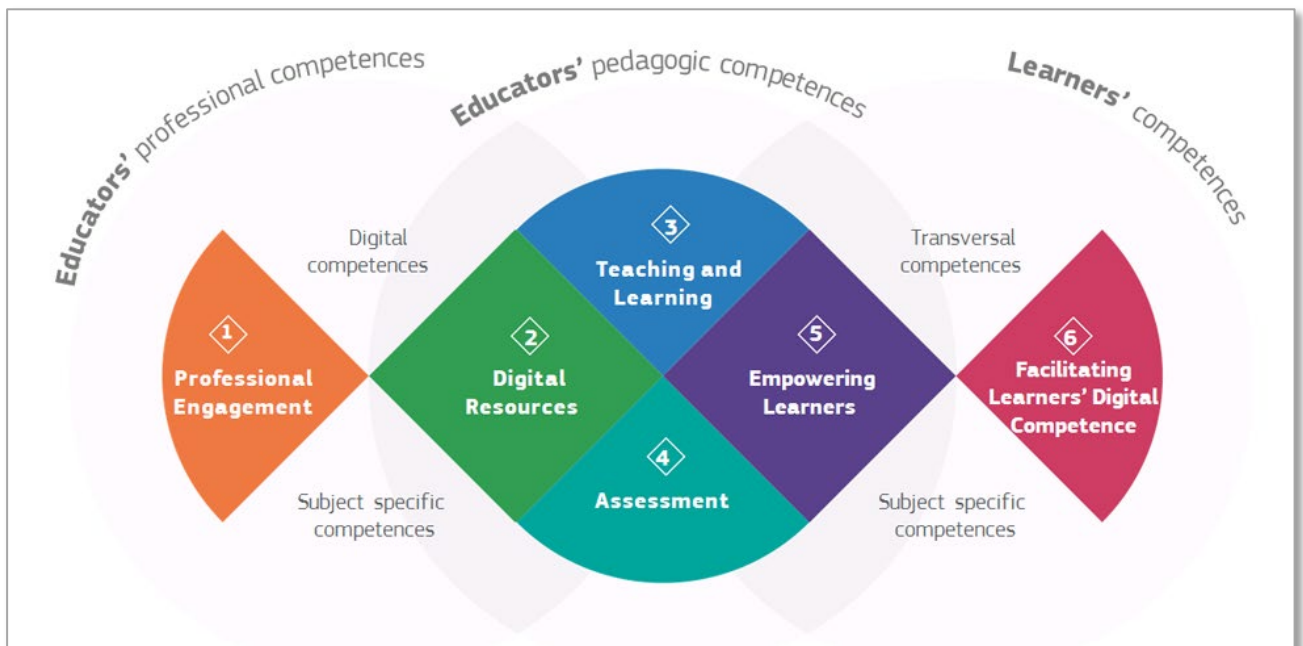 Educators' professional competences
Educators' pedagogic competences
Learners' competences
Digital
competences
Transversal
competences
1
Professional
Engagement
2
Digital
Resources
3
Teaching and
Learning
4
Assessment
5
Empowering
Learners
6
Facilitating
Learners' Digital
Competence
Subject specific
competences
Subject specific
competences